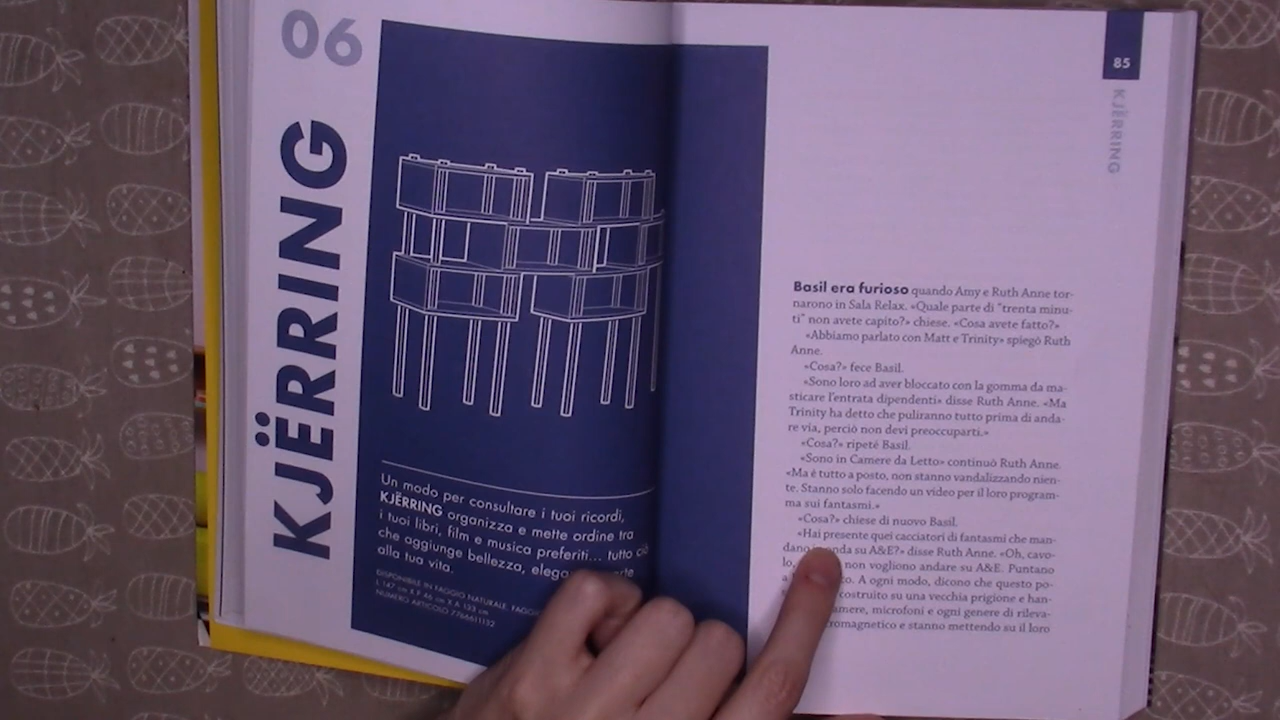 06
KJËRRING
Un modo per consultare i tuoi ricordi,
KJËRRING organizza e mette ordine tra
i tuoi libri, film e musica preferiti... tutto ciò
che aggiunge bellezza,
alla tua vita.
DISPONIBILE IN FAGGIO NATURALE,
L 147 cm X P 46 cm X A 133 cm
NUMERO ARTICOLO 7766611132
85
KJËRRING
Basil era furioso quando Amy e Ruth Anne tor-
narono in Sala Relax. «Quale parte di “trenta minu-
ti” non avete capito?» chiese. «Cosa avete fatto?»
«Abbiamo parlato con Matt e Trinity» spiegò Ruth
Anne.
«Cosa?» fece Basil.
«Sono loro ad aver bloccato con la gomma da ma-
sticare l'entrata dipendenti» disse Ruth Anne. «Ma
Trinity ha detto che puliranno tutto prima di anda-
re via, perciò non devi preoccuparti.»
«Cosa?» ripeté Basil.
«Sono in Camere da Letto» continuò Ruth Anne.
«Ma è tutto a posto, non stanno vandalizzando nien-
te. Stanno solo facendo un video per il loro program-
ma sui fantasmi.»
«Cosa?» chiese di nuovo Basil.
«Hai presente quei cacciatori di fantasmi che man-
dano in onda su A&E?» disse Ruth Anne. «Oh, cavo-
lo, non vogliono andare su A&E. Puntano
a A ogni modo, dicono che questo po-
costruito su una vecchia prigione e han-
microfoni e ogni genere di rileva-
e stanno mettendo su il loro